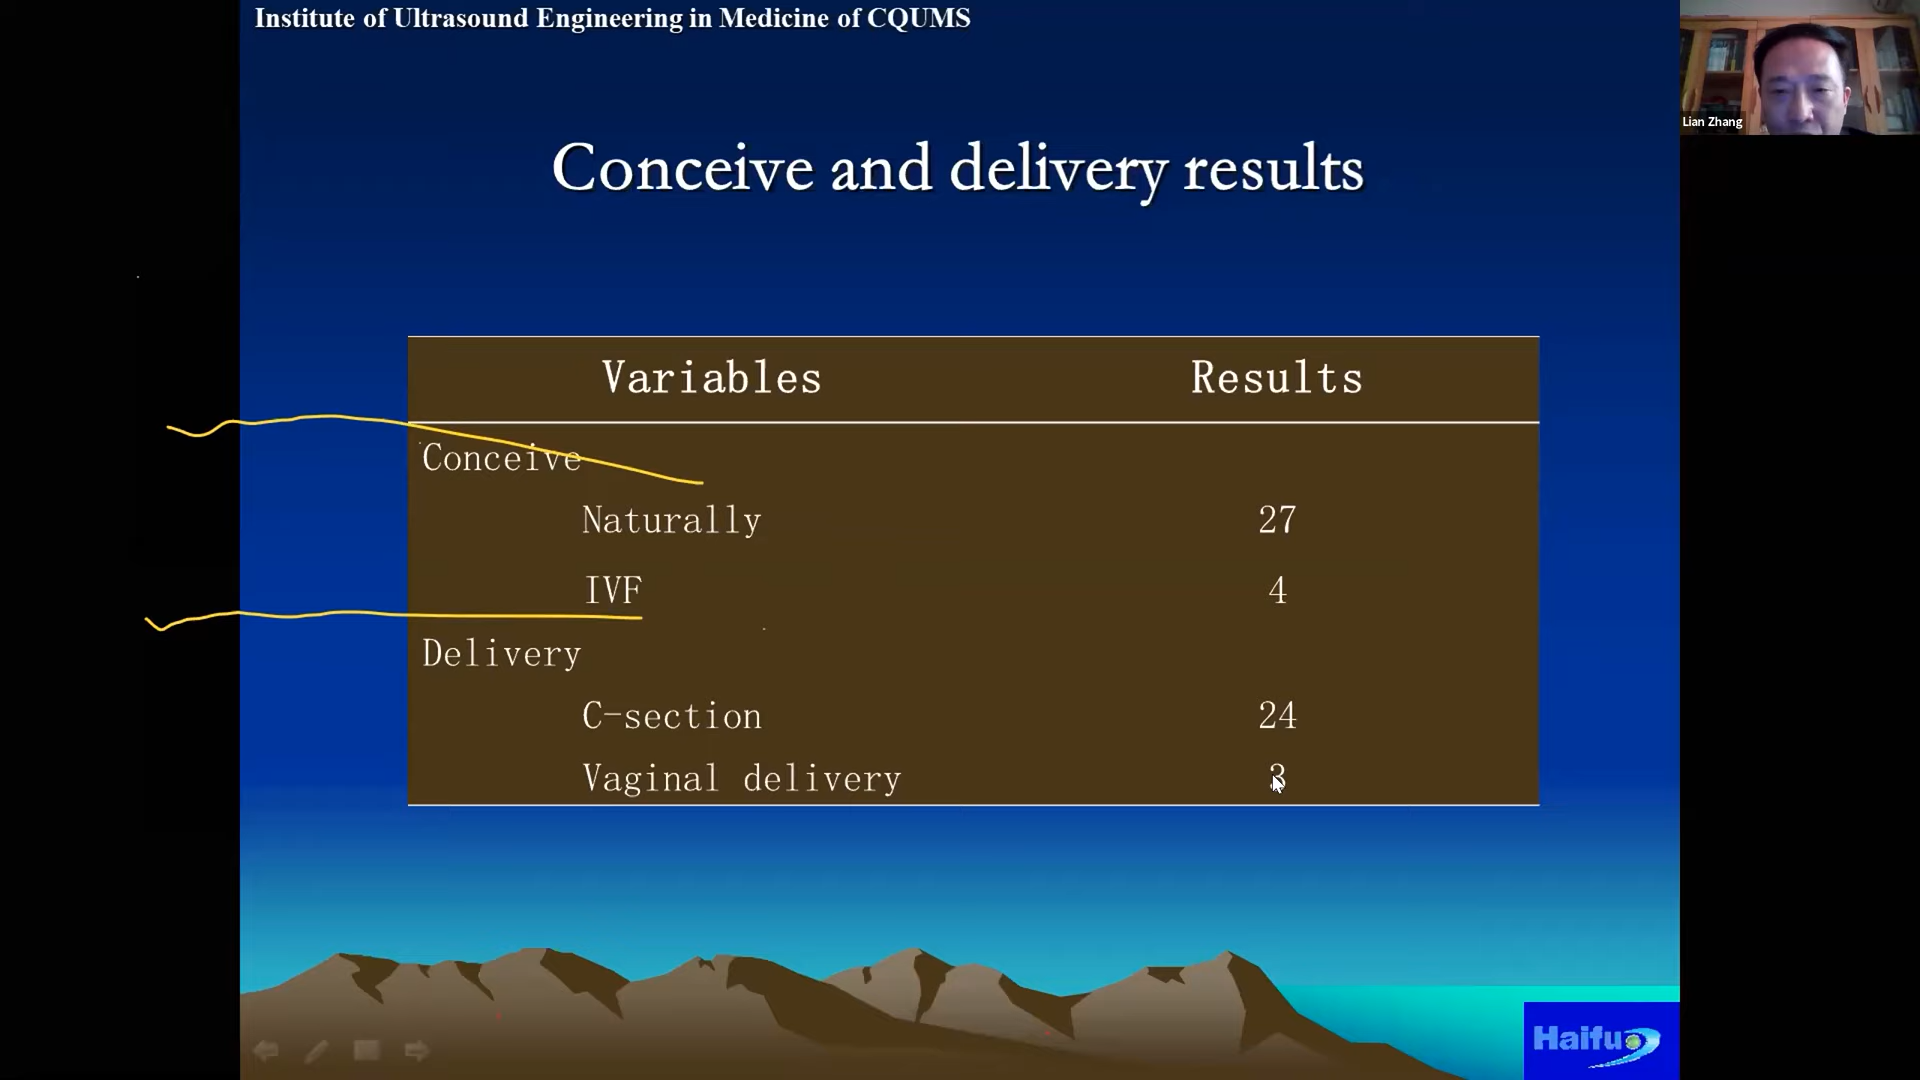 Institute of Ultrasound Engineering in Medicine of CQUMS
Lian Zhang
Conceive and delivery results
Variables Results
Conceive
Naturally 27
IVF 4
Delivery
C-section 24
Vaginal delivery 3
Haifu